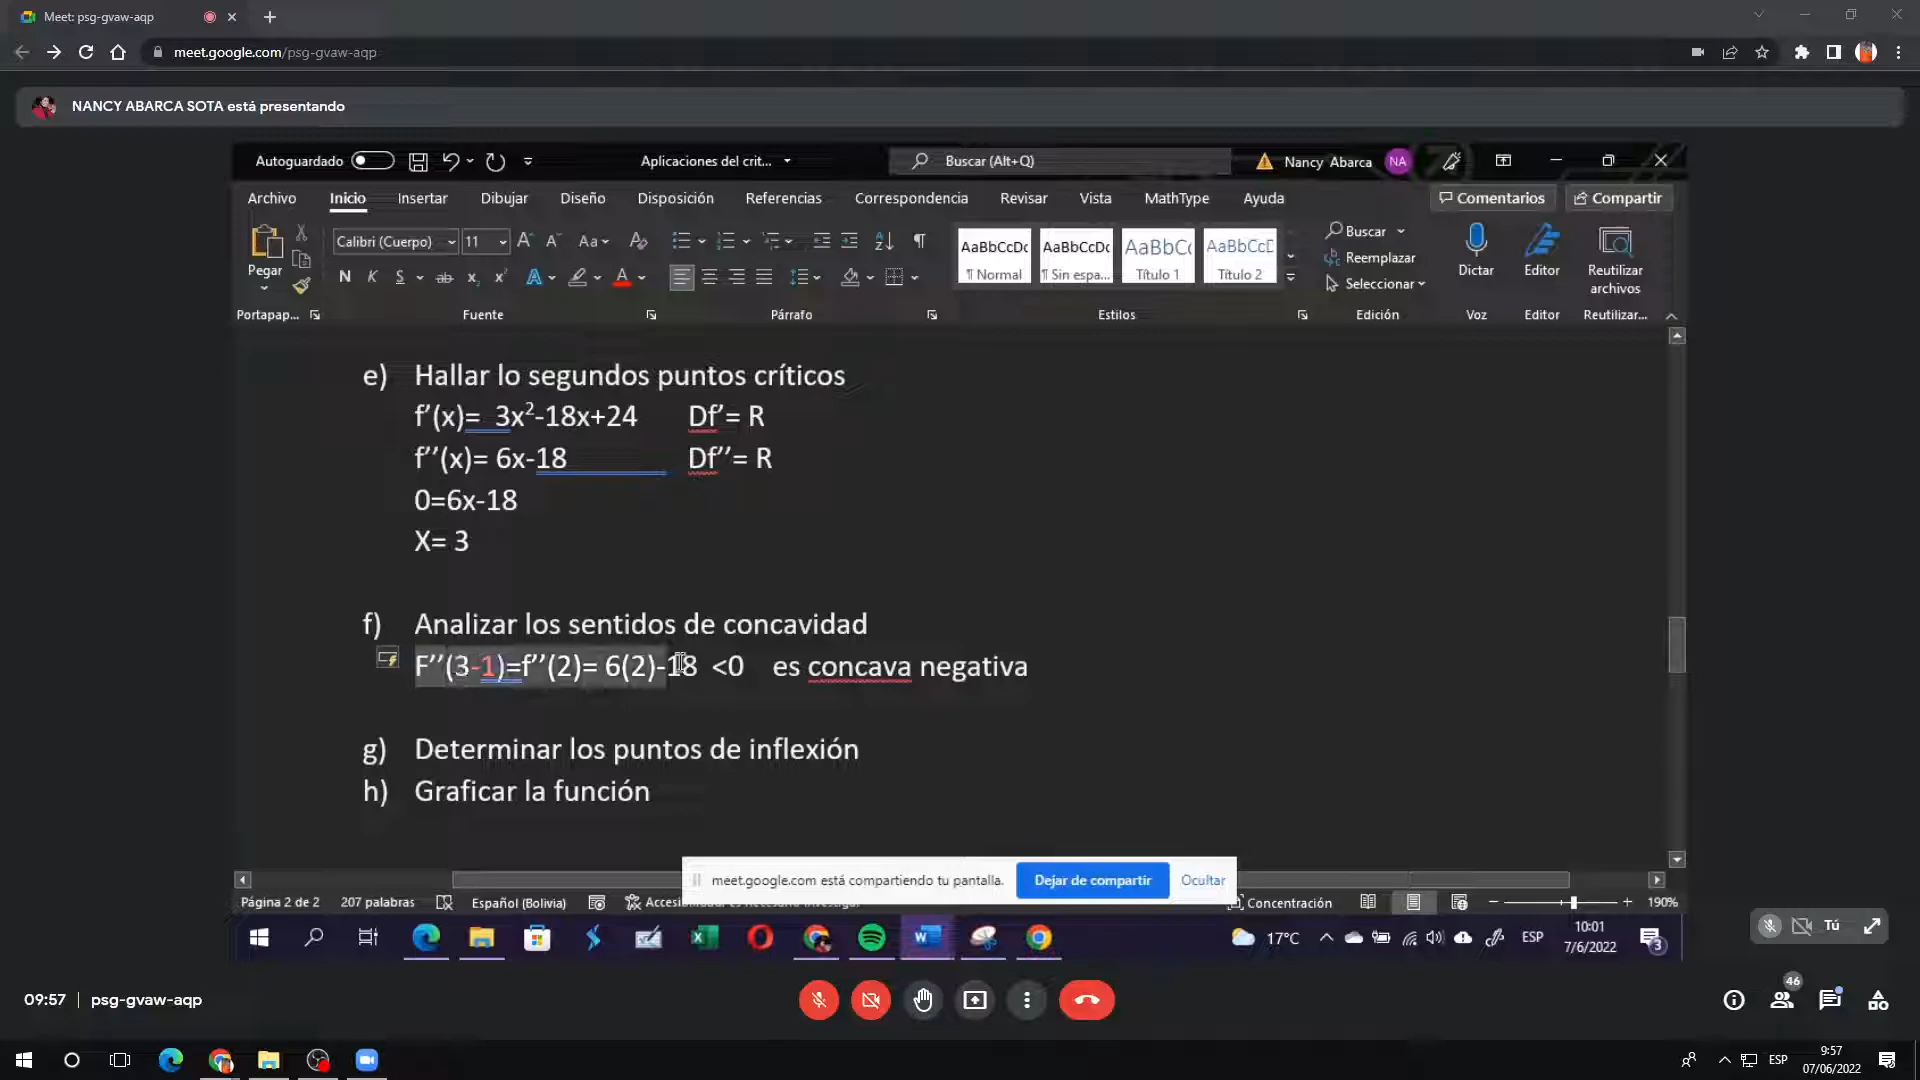 Meet: psg-gvaw-aqp
meet.google.com/psg-gvaw-aqp
NANCY ABARCA SOTA está presentando
Autoguardado
Aplicaciones del crit...
Buscar (Alt+Q)
Nancy Abarca
NA
Archivo Inicio Insertar Dibujar Diseño Disposición Referencias Correspondencia Revisar Vista MathType Ayuda
Comentarios
Compartir
Pegar
Calibri (Cuerpo) 11
Aa
N K S ab x₂ x² A A
AaBbCcDc AaBbCcDc AaBbCc AaBbCcD
¶ Normal ¶ Sin espa... Título 1 Título 2
Buscar
Reemplazar
Seleccionar
Dictar
Editor
Reutilizar
archivos
Portapap... Fuente Párrafo Estilos Edición Voz Editor Reutilizar...
e) Hallar lo segundos puntos críticos
f’(x)= 3x²-18x+24 Df’= R
f’’(x)= 6x-18 Df’’= R
0=6x-18
X= 3
f) Analizar los sentidos de concavidad
F’’(3-1)=f’’(2)= 6(2)-18 <0 es concava negativa
g) Determinar los puntos de inflexión
h) Graficar la función
meet.google.com está compartiendo tu pantalla.
Dejar de compartir
Ocultar
Página 2 de 2 207 palabras Español (Bolivia) Concentración 190%
17°C
ESP
10:01
7/6/2022
3
Tú
09:57 | psg-gvaw-aqp
46
ESP
9:57
07/06/2022